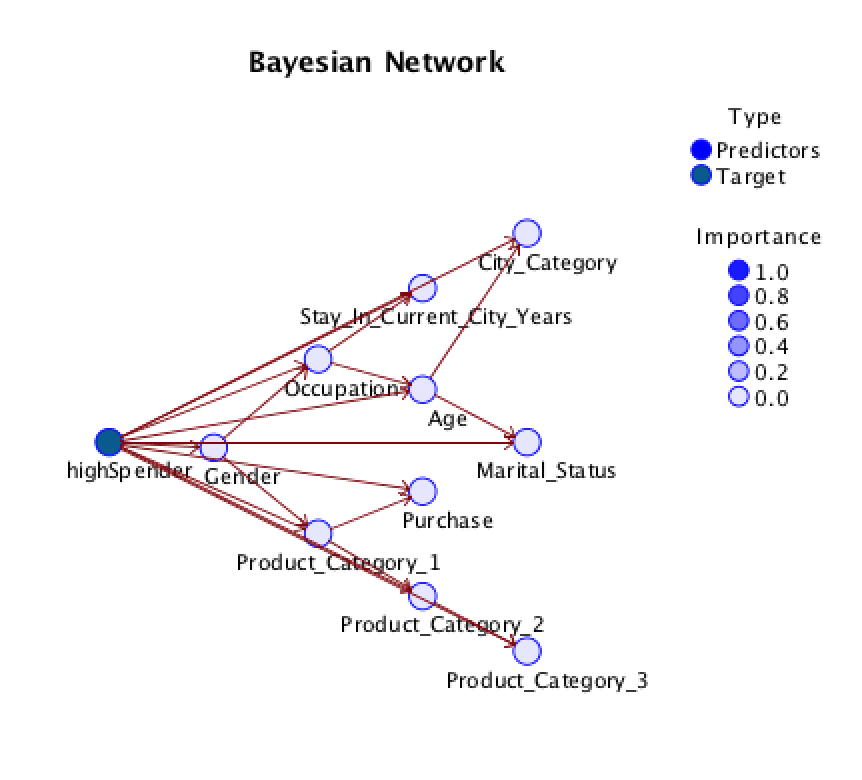 Bayesian Network
Type
Predictors
Target
Importance
1.0
0.8
0.6
0.4
0.2
0.0
City_Category
Stay_In_Current_City_Years
Occupation
Age
highSpender
Gender
Marital_Status
Purchase
Product_Category_1
Product_Category_2
Product_Category_3